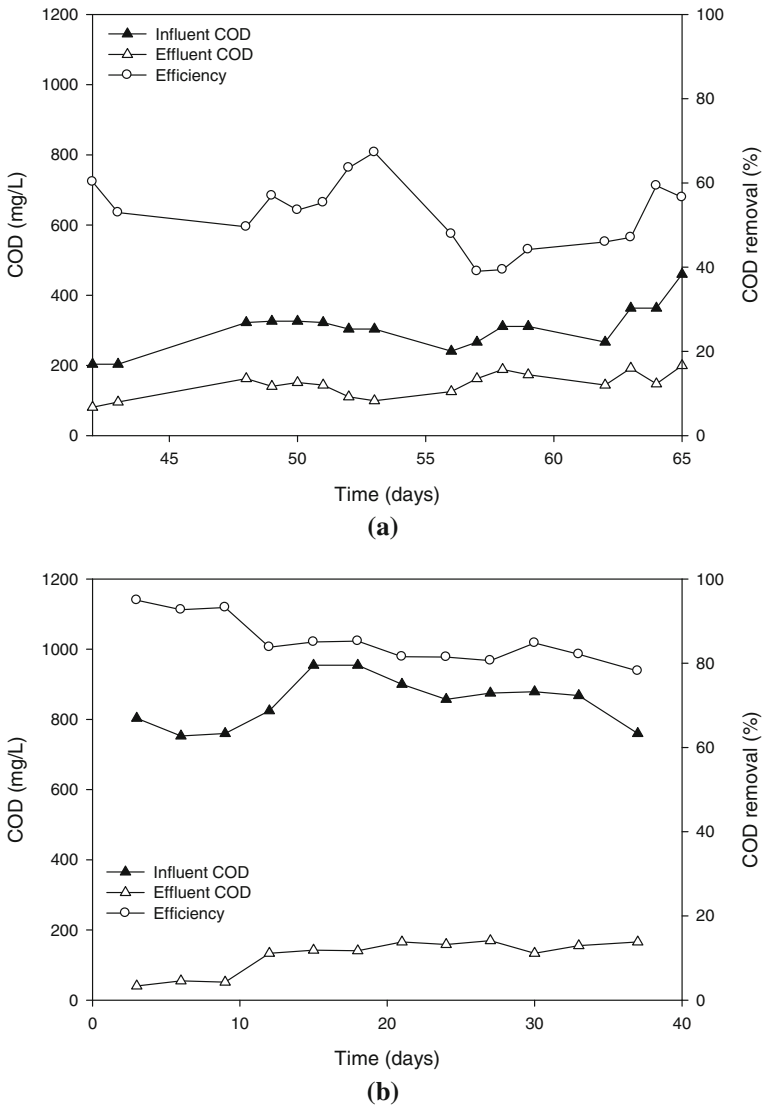 1200
1000
800
600
400
200
0
COD (mg/L)
Influent COD
Effluent COD
Efficiency
100
80
60
40
20
0
COD removal (%)
45
50
55
60
65
Time (days)
(a)
1200
1000
800
600
400
200
0
COD (mg/L)
Influent COD
Effluent COD
Efficiency
100
80
60
40
20
0
COD removal (%)
0
10
20
30
40
Time (days)
(b)